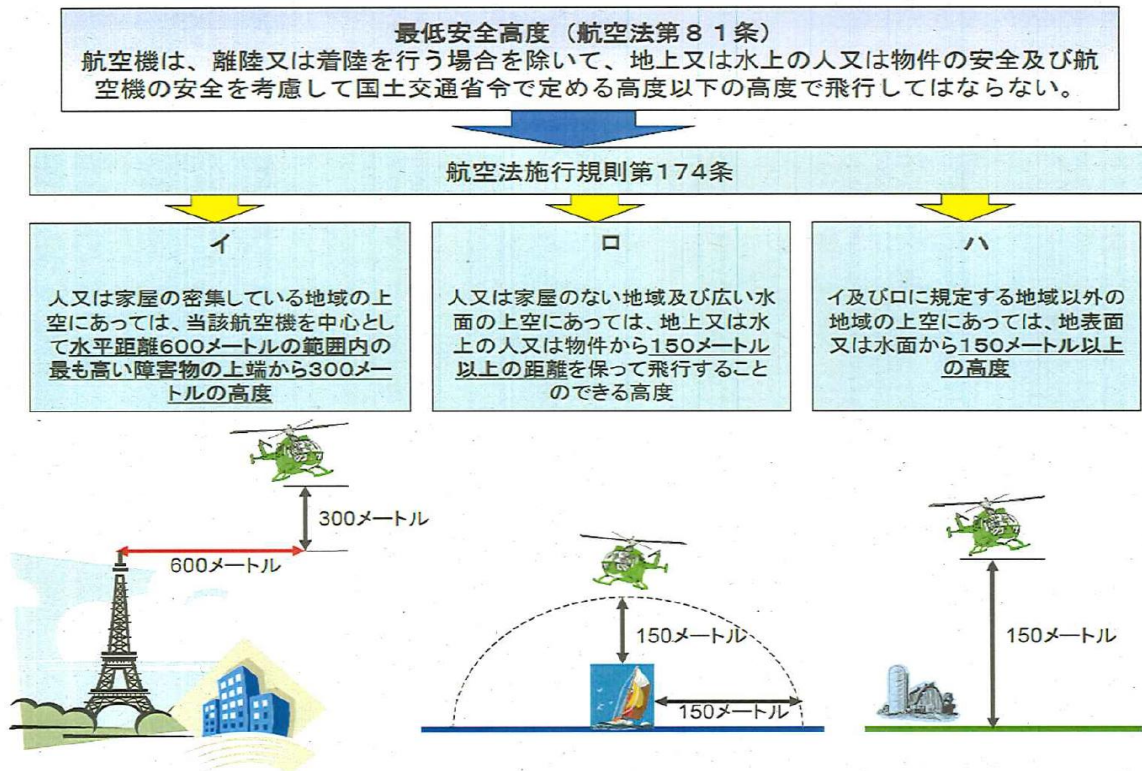 最低安全高度（航空法第８１条）
航空機は、離陸又は着陸を行う場合を除いて、地上又は水上の人又は物件の安全及び航
空機の安全を考慮して国土交通省令で定める高度以下の高度で飛行してはならない。
航空法施行規則第174条
イ
人又は家屋の密集している地域の上
空にあっては、当該航空機を中心とし
て水平距離600メートルの範囲内の
最も高い障害物の上端から300メー
トルの高度
ロ
人又は家屋のない地域及び広い水
面の上空にあっては、地上又は水
上の人又は物件から150メートル
以上の距離を保って飛行すること
のできる高度
ハ
イ及びロに規定する地域以外の
地域の上空にあっては、地表面
又は水面から150メートル以上
の高度
300メートル
600メートル
150メートル
150メートル
150メートル